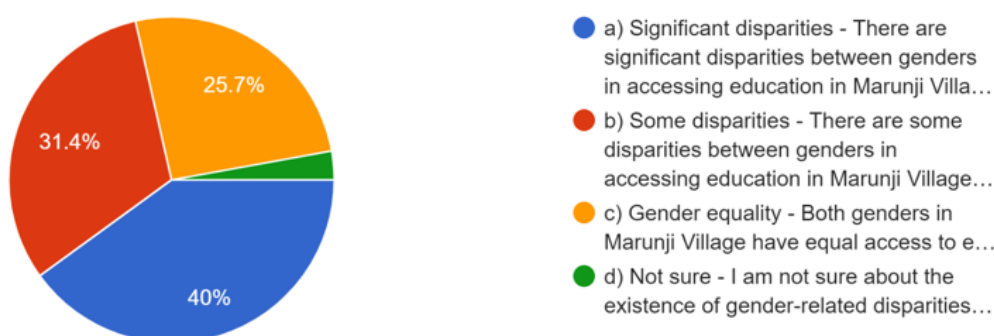 25.7%
31.4%
40%
a) Significant disparities - There are
significant disparities between genders
in accessing education in Marunji Villa…
b) Some disparities - There are some
disparities between genders in
accessing education in Marunji Village…
c) Gender equality - Both genders in
Marunji Village have equal access to e…
d) Not sure - I am not sure about the
existence of gender-related disparities…